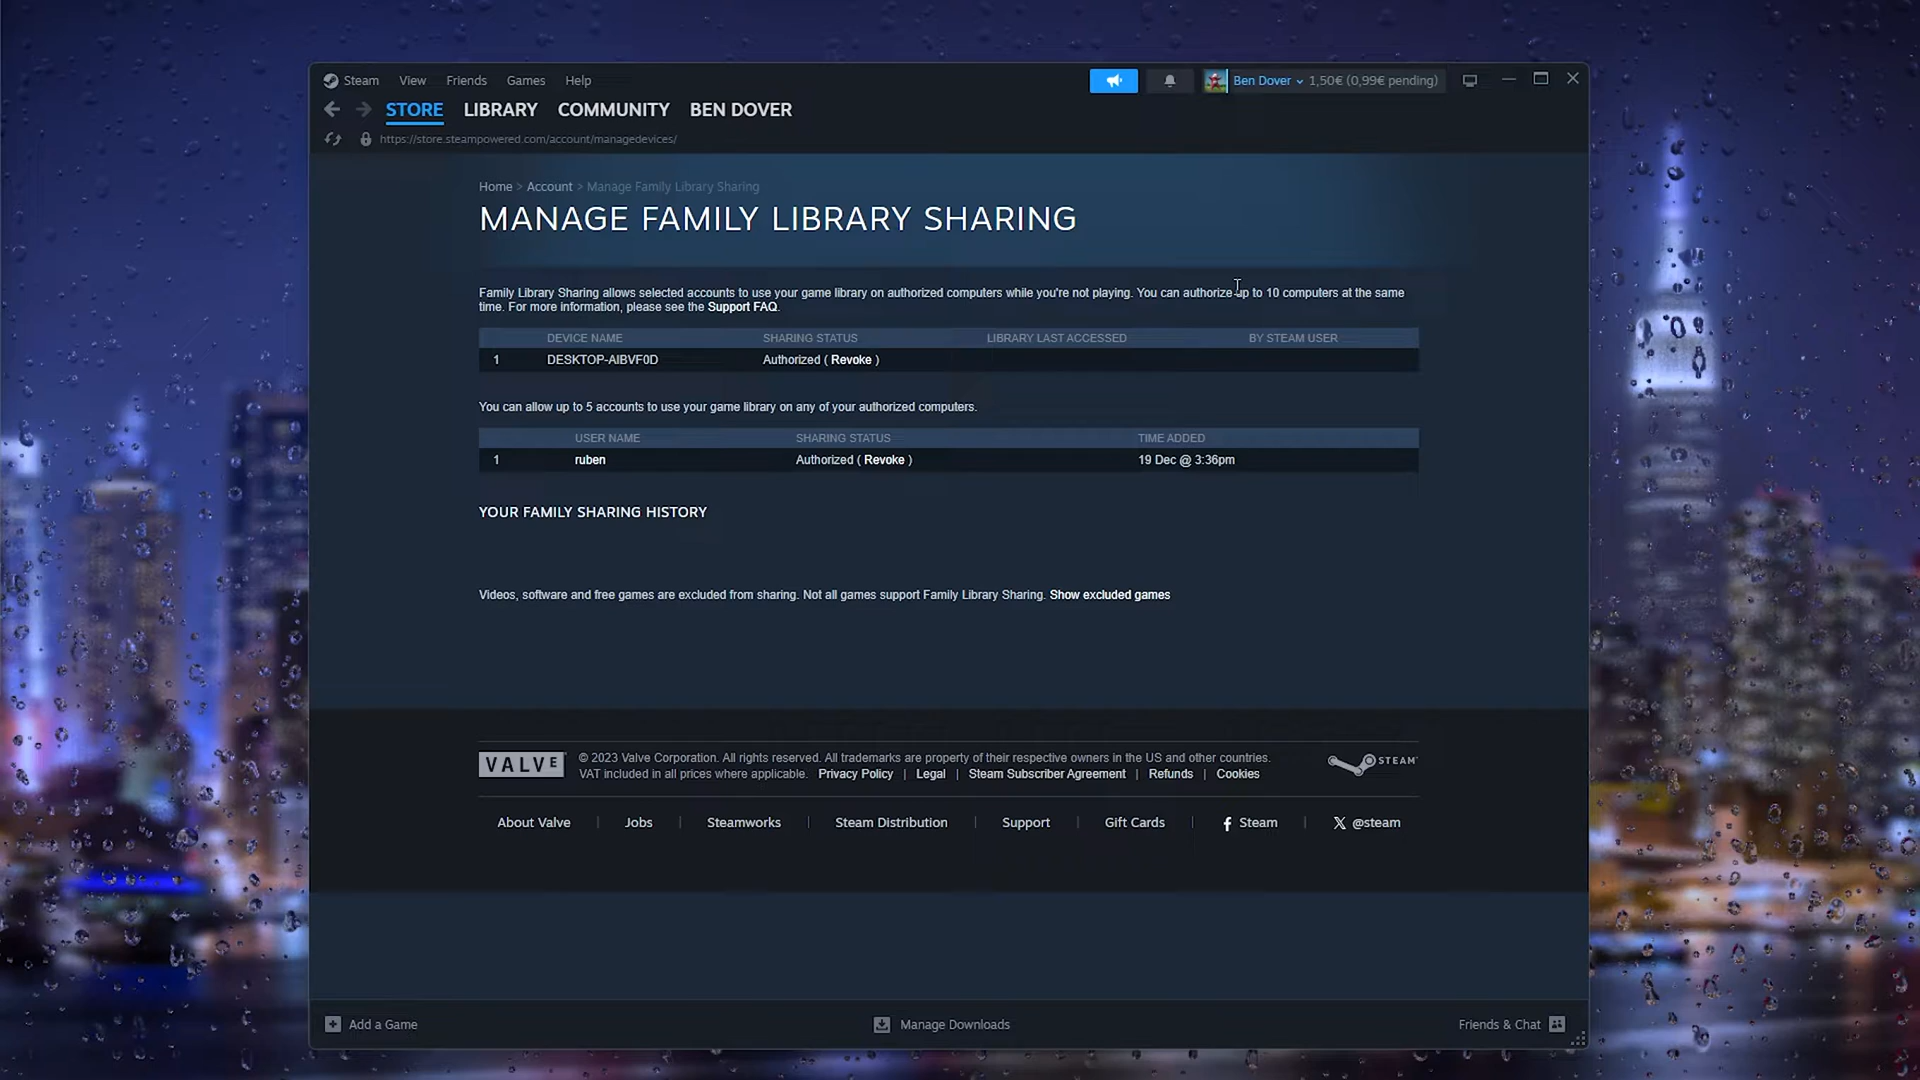 Steam View Friends Games Help Ben Dover 1,50€ (0,99€ pending)
STORE LIBRARY COMMUNITY BEN DOVER
https://store.steampowered.com/account/managedevices/
Home > Account > Manage Family Library Sharing
MANAGE FAMILY LIBRARY SHARING
Family Library Sharing allows selected accounts to use your game library on authorized computers while you're not playing. You can authorize up to 10 computers at the same
time. For more information, please see the Support FAQ.
DEVICE NAME SHARING STATUS LIBRARY LAST ACCESSED BY STEAM USER
1 DESKTOP-AIBVF0D Authorized ( Revoke )
You can allow up to 5 accounts to use your game library on any of your authorized computers.
USER NAME SHARING STATUS TIME ADDED
1 ruben Authorized ( Revoke ) 19 Dec @ 3:36pm
YOUR FAMILY SHARING HISTORY
Videos, software and free games are excluded from sharing. Not all games support Family Library Sharing. Show excluded games
VALVE © 2023 Valve Corporation. All rights reserved. All trademarks are property of their respective owners in the US and other countries. STEAM
VAT included in all prices where applicable. Privacy Policy | Legal | Steam Subscriber Agreement | Refunds | Cookies
About Valve | Jobs | Steamworks | Steam Distribution | Support | Gift Cards | Steam | @steam
Add a Game Manage Downloads Friends & Chat